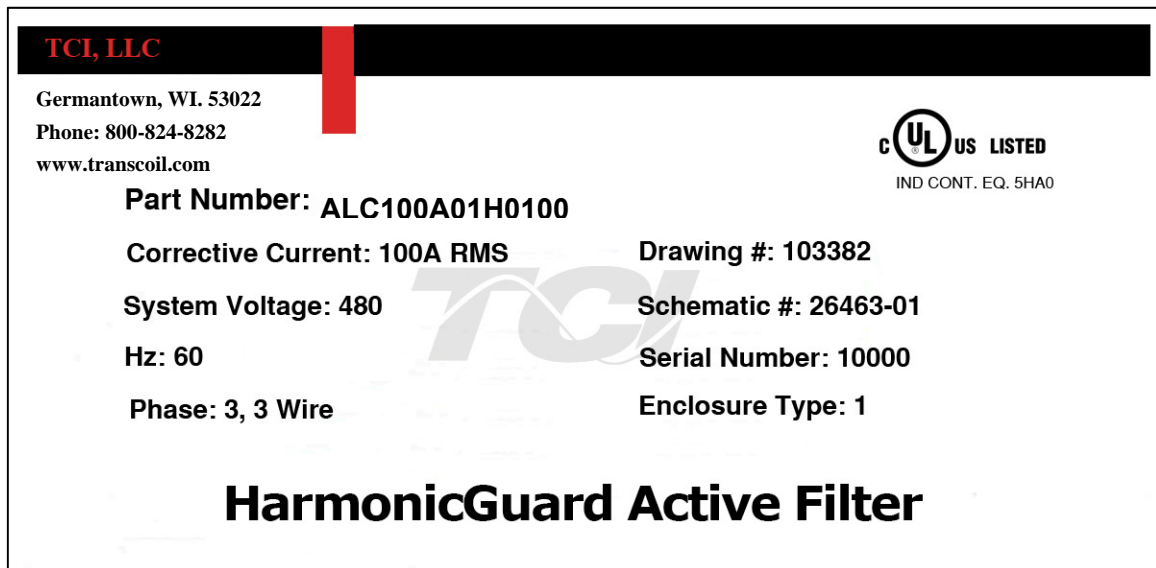 TCI, LLC
Germantown, WI. 53022
Phone: 800-824-8282
www.transcoil.com
C UL® US LISTED
IND CONT. EQ. 5HA0
Part Number: ALC100A01H0100
Corrective Current: 100A RMS
Drawing #: 103382
TCI
System Voltage: 480
Schematic #: 26463-01
Hz: 60
Serial Number: 10000
Phase: 3, 3 Wire
Enclosure Type: 1
HarmonicGuard Active Filter